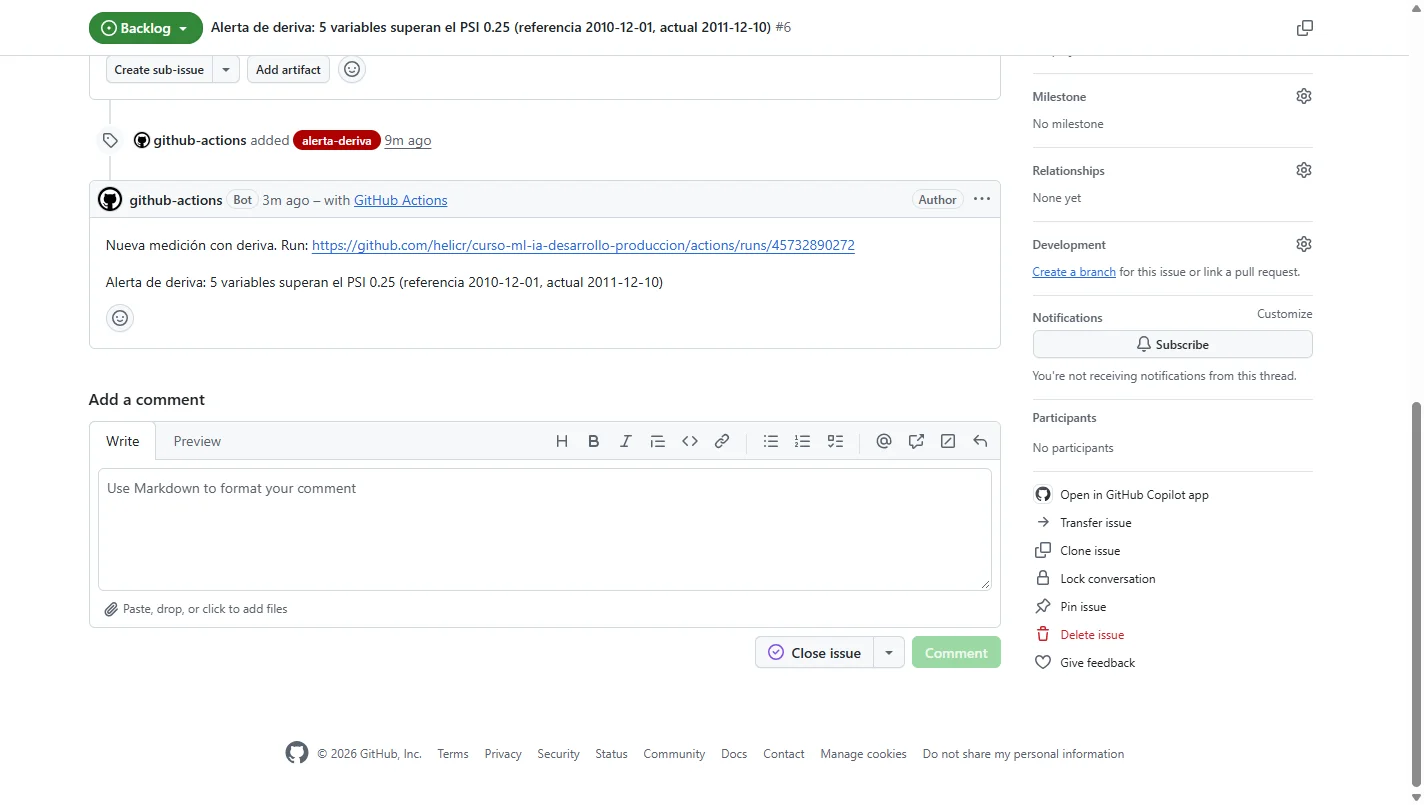 Backlog
Alerta de deriva: 5 variables superan el PSI 0.25 (referencia 2010-12-01, actual 2011-12-10) #6
Create sub-issue
Add artifact
github-actions added alerta-deriva 9m ago
github-actions Bot 3m ago – with GitHub Actions
Author
Nueva medición con deriva. Run: https://github.com/helicr/curso-ml-ia-desarrollo-produccion/actions/runs/45732890272
Alerta de deriva: 5 variables superan el PSI 0.25 (referencia 2010-12-01, actual 2011-12-10)
Add a comment
Write
Preview
Use Markdown to format your comment
Paste, drop, or click to add files
Close issue
Comment
Milestone
No milestone
Relationships
None yet
Development
Create a branch for this issue or link a pull request.
Notifications
Customize
Subscribe
You're not receiving notifications from this thread.
Participants
No participants
Open in GitHub Copilot app
Transfer issue
Clone issue
Lock conversation
Pin issue
Delete issue
Give feedback
© 2026 GitHub, Inc.
Terms
Privacy
Security
Status
Community
Docs
Contact
Manage cookies
Do not share my personal information